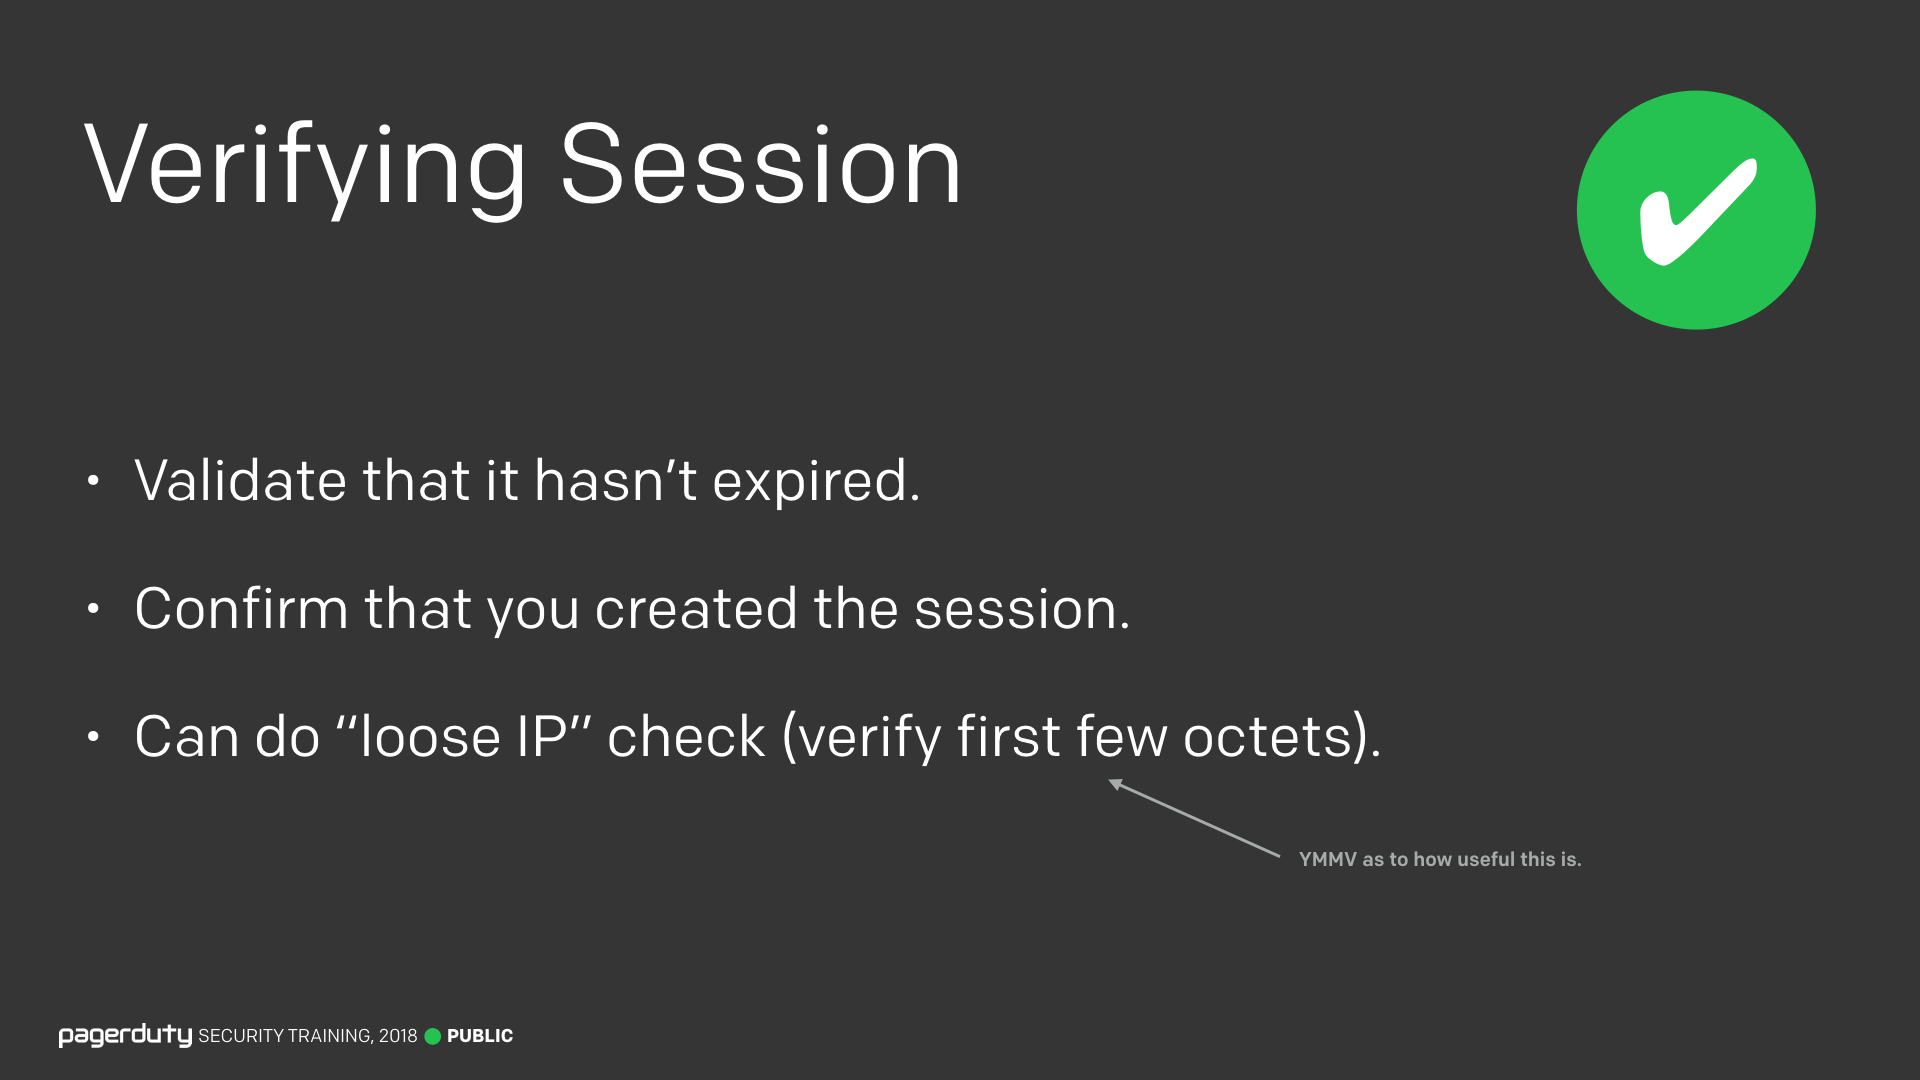 Verifying Session
• Validate that it hasn’t expired.
• Confirm that you created the session.
• Can do “loose IP” check (verify first few octets).
YMMV as to how useful this is.
pagerduty SECURITY TRAINING, 2018 PUBLIC